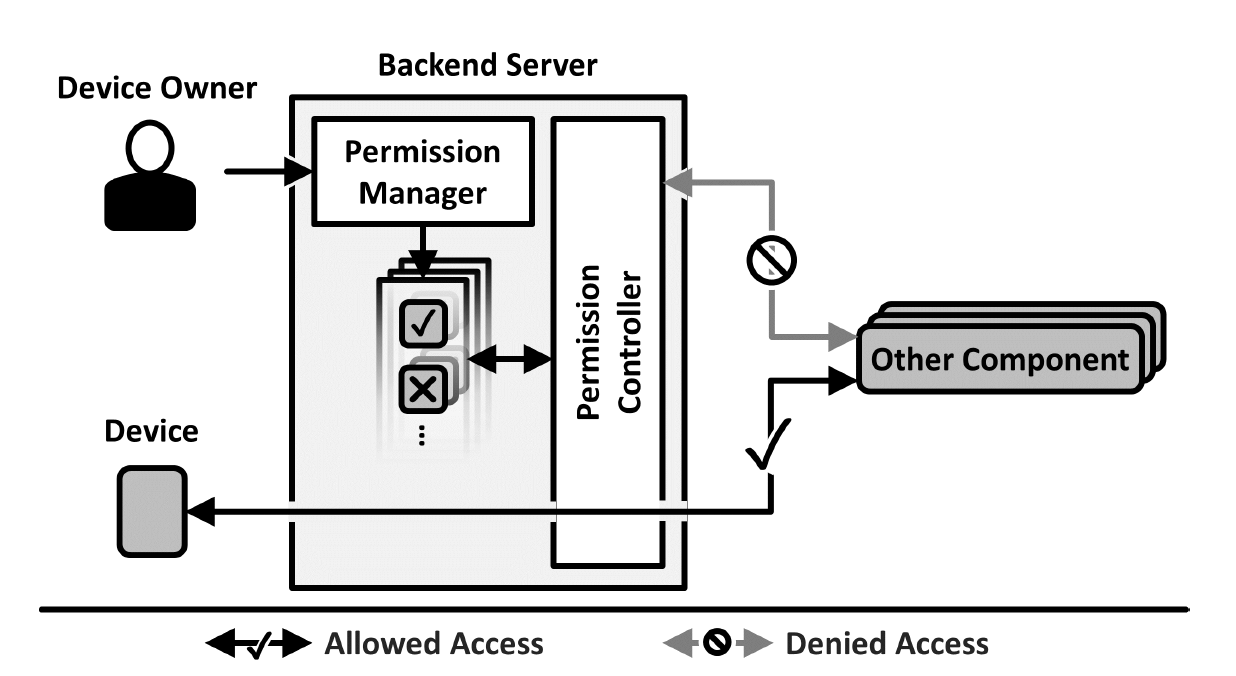 Backend Server
Device Owner
Permission
Manager
Permission
Controller
Other Component
Device
Allowed Access
Denied Access